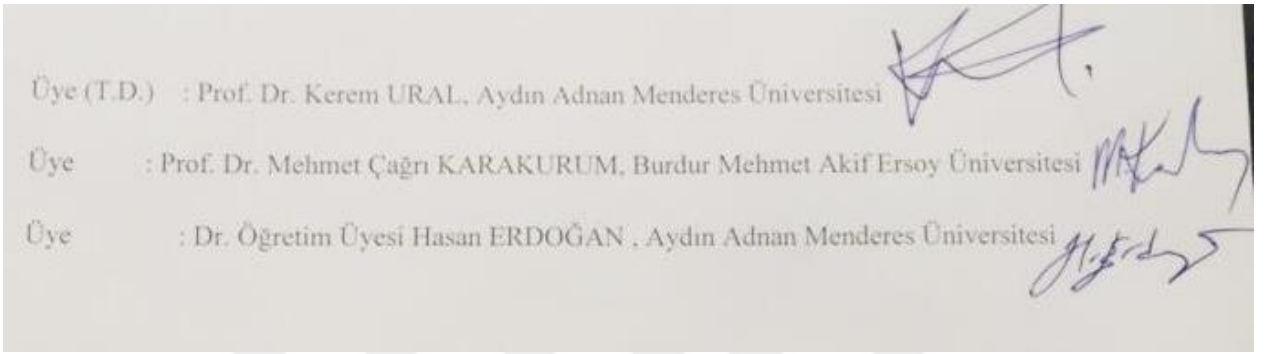 Üye (T.D.) : Prof. Dr. Kerem URAL, Aydın Adnan Menderes Üniversitesi
Üye : Prof. Dr. Mehmet Çağrı KARAKURUM, Burdur Mehmet Akif Ersoy Üniversitesi
Üye : Dr. Öğretim Üyesi Hasan ERDOĞAN , Aydın Adnan Menderes Üniversitesi